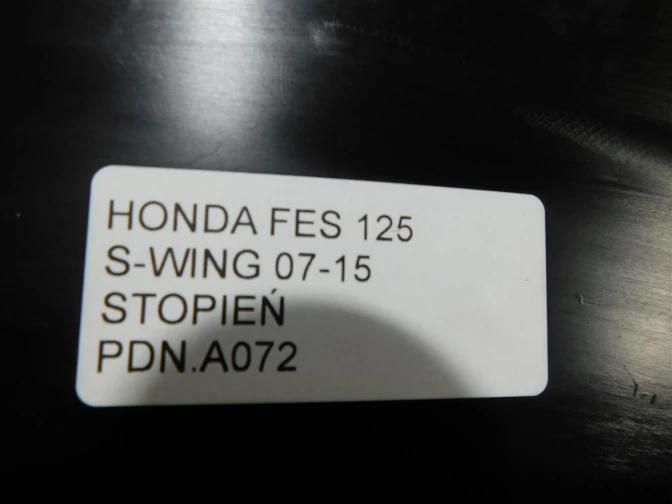 HONDA FES 125
S-WING 07-15
STOPIEŃ
PDN.A072